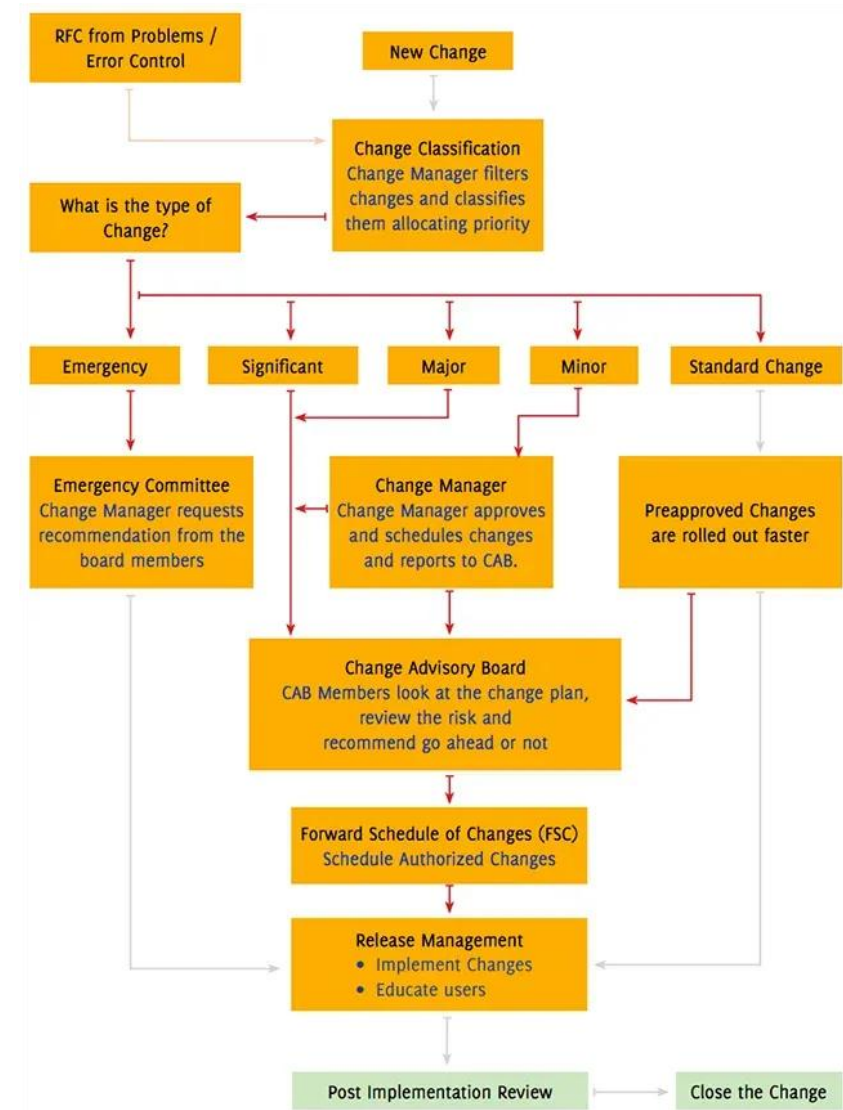 RFC from Problems /
Error Control
New Change
Change Classification
Change Manager filters
changes and classifies
them allocating priority
What is the type of
Change?
Emergency
Significant
Major
Minor
Standard Change
Emergency Committee
Change Manager requests
recommendation from the
board members
Change Manager
Change Manager approves
and schedules changes
and reports to CAB.
Preapproved Changes
are rolled out faster
Change Advisory Board
CAB Members look at the change plan,
review the risk and
recommend go ahead or not
Forward Schedule of Changes (FSC)
Schedule Authorized Changes
Release Management
• Implement Changes
• Educate users
Post Implementation Review
Close the Change